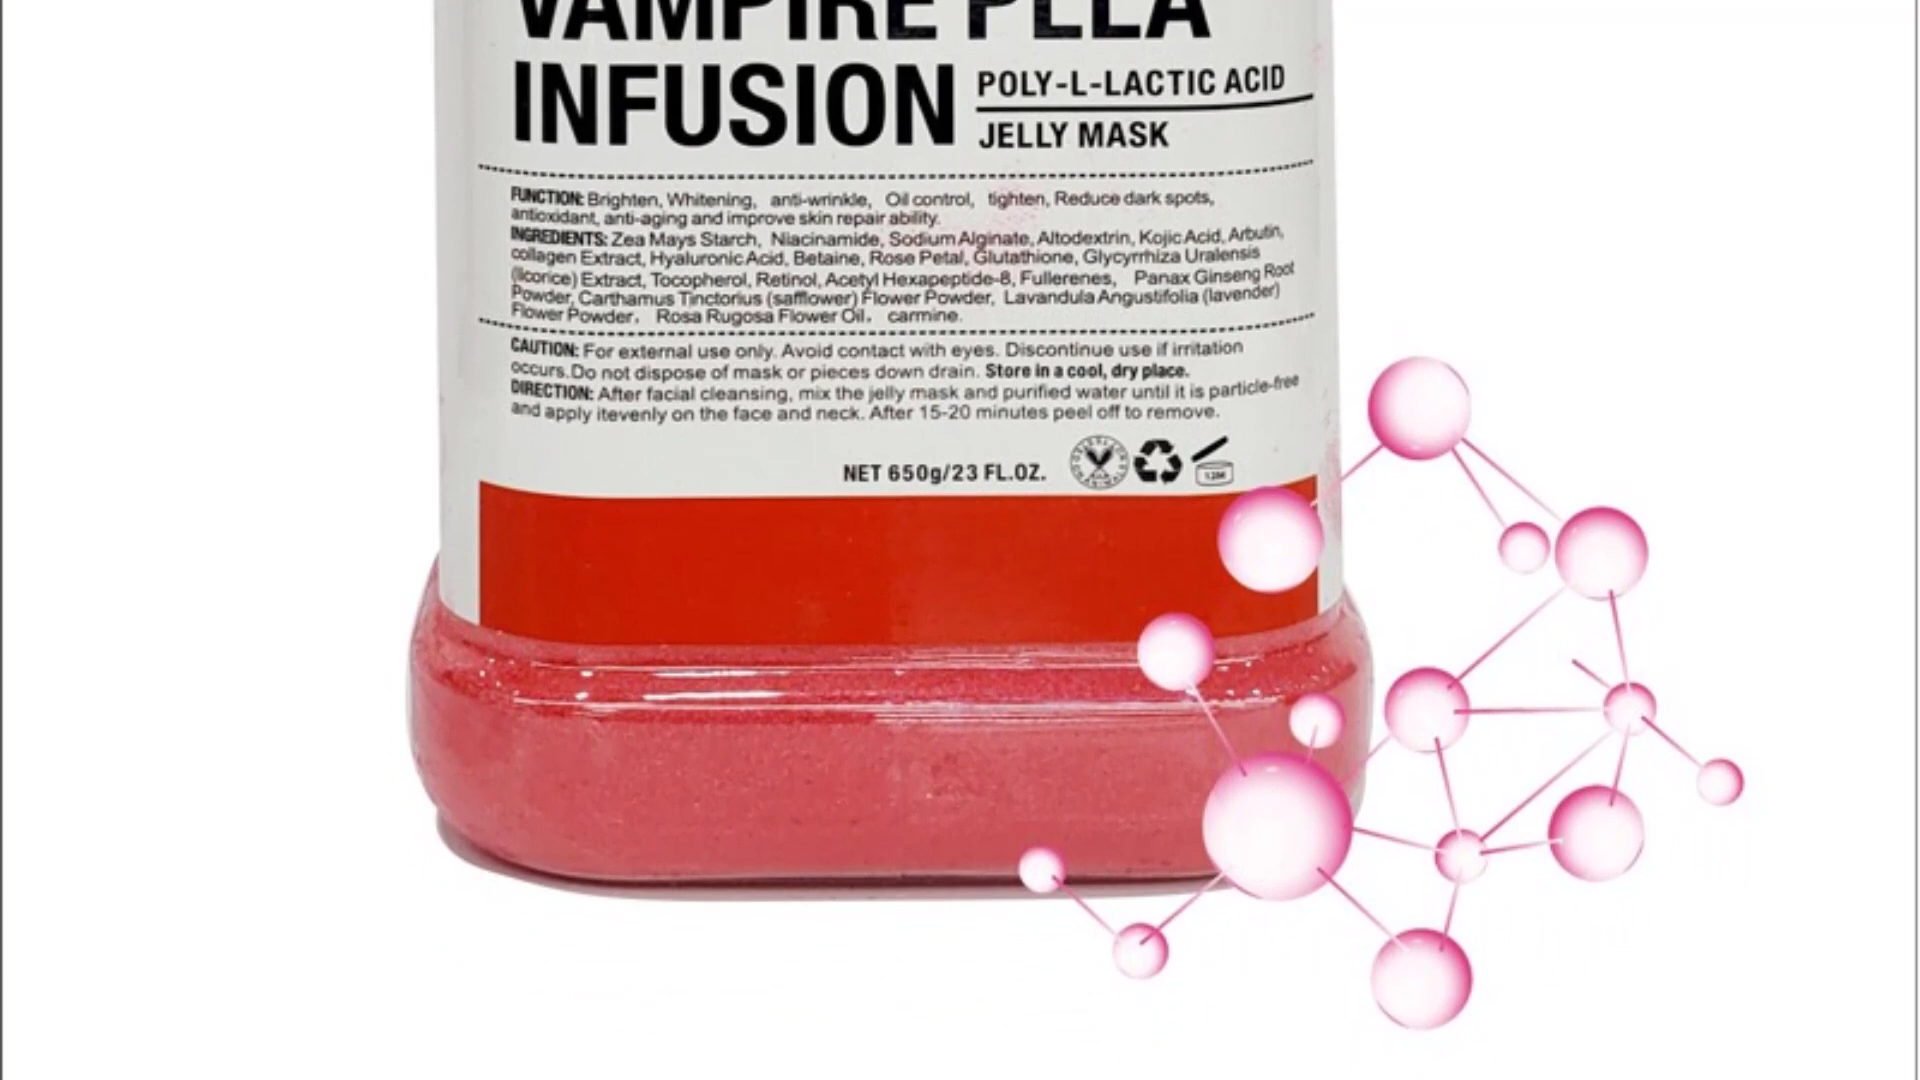 VAMPIRE PLLA
INFUSION
POLY-L-LACTIC ACID
JELLY MASK
FUNCTION: Brighten, Whitening, anti-wrinkle, Oil control, tighten, Reduce dark spots,
antioxidant, anti-aging and improve skin repair ability.
INGREDIENTS: Zea Mays Starch, Niacinamide, Sodium Alginate, Altodextrin, Kojic Acid, Arbutin,
collagen Extract, Hyaluronic Acid, Betaine, Rose Petal, Glutathione, Glycyrrhiza Uralensis
(licorice) Extract, Tocopherol, Retinol, Acetyl Hexapeptide-8, Fullerenes, Panax Ginseng Root
Powder, Carthamus Tinctorius (safflower) Flower Powder, Lavandula Angustifolia (lavender)
Flower Powder, Rosa Rugosa Flower Oil, carmine.
CAUTION: For external use only. Avoid contact with eyes. Discontinue use if irritation
occurs.Do not dispose of mask or pieces down drain. Store in a cool, dry place.
DIRECTION: After facial cleansing, mix the jelly mask and purified water until it is particle-free
and apply itevenly on the face and neck. After 15-20 minutes peel off to remove.
NET 650g/23 FL.OZ.